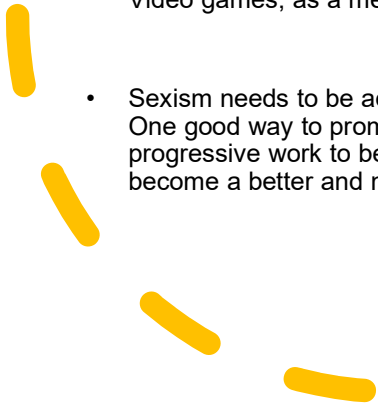 Video games, as a me
• Sexism needs to be a
One good way to prom
progressive work to be
become a better and r